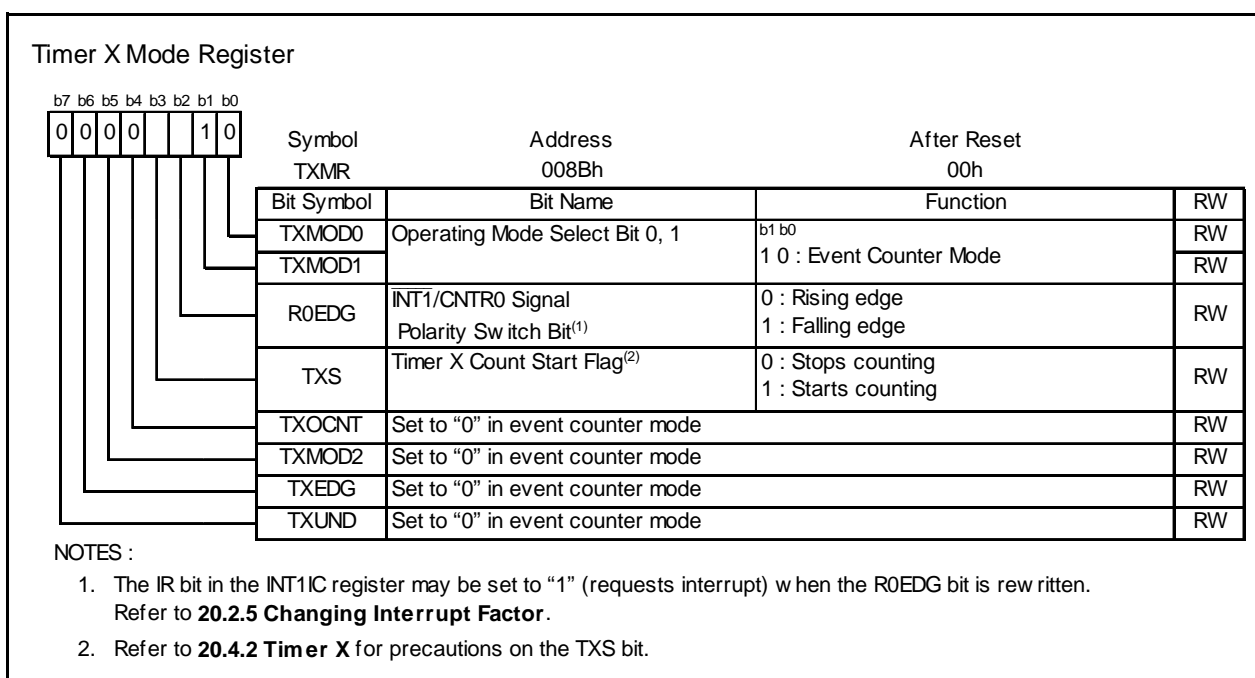 Timer X Mode Register
b7 b6 b5 b4 b3 b2 b1 b0
0 0 0 0 1 0
Symbol Address After Reset
TXMR 008Bh 00h
Bit Symbol Bit Name Function RW
TXMOD0 Operating Mode Select Bit 0, 1 b1 b0 RW
TXMOD1 1 0 : Event Counter Mode RW
R0EDG INT1/CNTR0 Signal 0 : Rising edge RW
Polarity Switch Bit(1) 1 : Falling edge
TXS Timer X Count Start Flag(2) 0 : Stops counting RW
1 : Starts counting
TXOCNT Set to “0” in event counter mode RW
TXMOD2 Set to “0” in event counter mode RW
TXEDG Set to “0” in event counter mode RW
TXUND Set to “0” in event counter mode RW
NOTES :
1. The IR bit in the INT1IC register may be set to “1” (requests interrupt) when the R0EDG bit is rewritten.
Refer to 20.2.5 Changing Interrupt Factor.
2. Refer to 20.4.2 Timer X for precautions on the TXS bit.